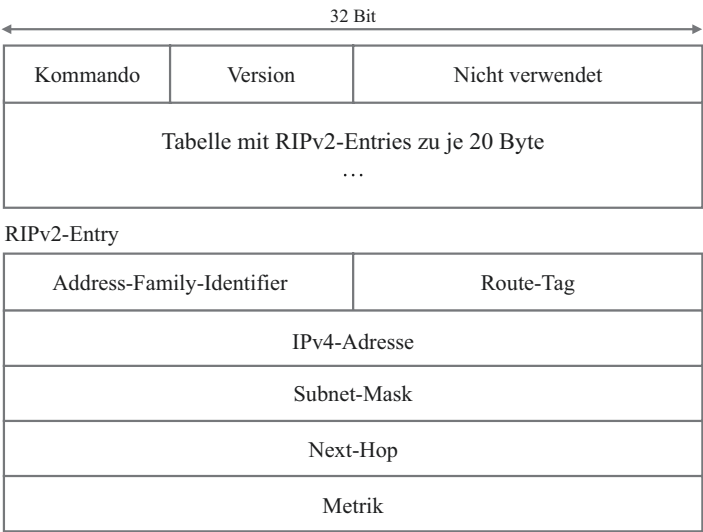 32 Bit
Kommando Version Nicht verwendet
Tabelle mit RIPv2-Entries zu je 20 Byte
…
RIPv2-Entry
Address-Family-Identifier Route-Tag
IPv4-Adresse
Subnet-Mask
Next-Hop
Metrik